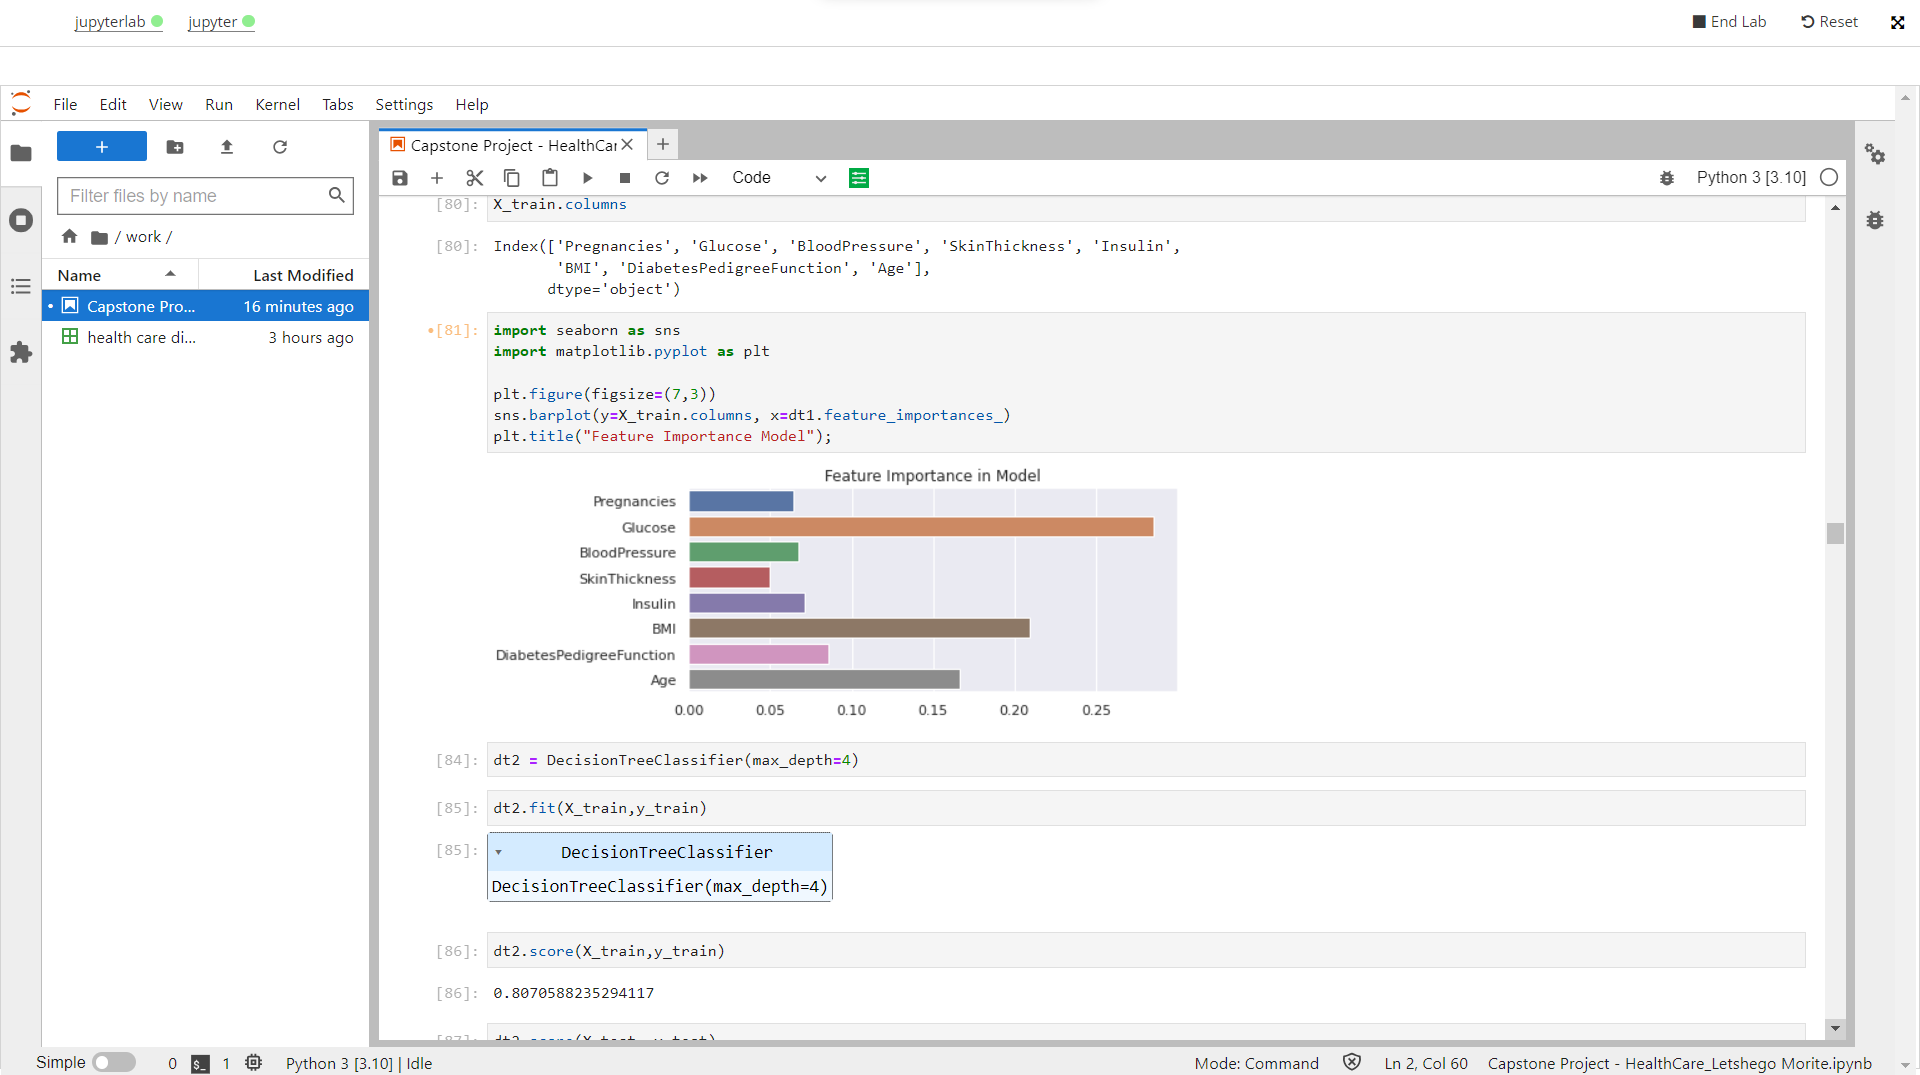 jupyterlab jupyter End Lab Reset
File Edit View Run Kernel Tabs Settings Help
Capstone Project - HealthCar
Filter files by name
Code
Python 3 [3.10]
/ work /
Name Last Modified
Capstone Pro... 16 minutes ago
health care di... 3 hours ago
[80]: X_train.columns
[80]: Index(['Pregnancies', 'Glucose', 'BloodPressure', 'SkinThickness', 'Insulin',
'BMI', 'DiabetesPedigreeFunction', 'Age'],
dtype='object')
[81]: import seaborn as sns
import matplotlib.pyplot as plt
plt.figure(figsize=(7,3))
sns.barplot(y=X_train.columns, x=dt1.feature_importances_)
plt.title("Feature Importance Model");
Feature Importance in Model
Pregnancies
Glucose
BloodPressure
SkinThickness
Insulin
BMI
DiabetesPedigreeFunction
Age
0.00 0.05 0.10 0.15 0.20 0.25
[84]: dt2 = DecisionTreeClassifier(max_depth=4)
[85]: dt2.fit(X_train,y_train)
[85]: DecisionTreeClassifier
DecisionTreeClassifier(max_depth=4)
[86]: dt2.score(X_train,y_train)
[86]: 0.8070588235294117
[87]: dt2.score(X_test, y_test)
Simple 0 $_ 1 Python 3 [3.10] | Idle Mode: Command Ln 2, Col 60 Capstone Project - HealthCare_Letshego Morite.ipynb